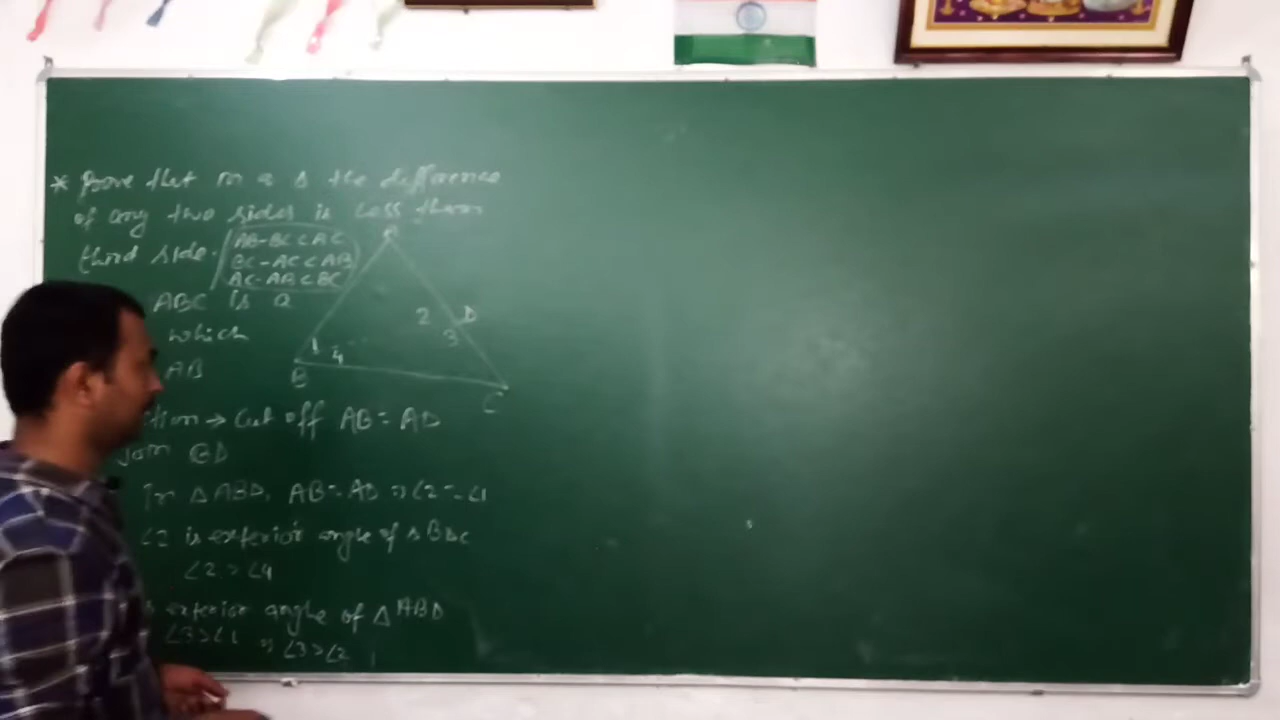 * Prove that in a Δ the difference
of any two sides is less than
third side.
AB-BC<AC
BC-AC<AB
AC-AB<BC
A
ABC is a
which
AB
1
4
2
D
3
B
C
ction → Cut off AB = AD
Join BD
In ΔABD, AB = AD ⇒ ∠2 = ∠1
∠2 is exterior angle of ΔBDC
∠2 > ∠4
exterior angle of ΔABD
∠3>∠1 ⇒ ∠3>∠2